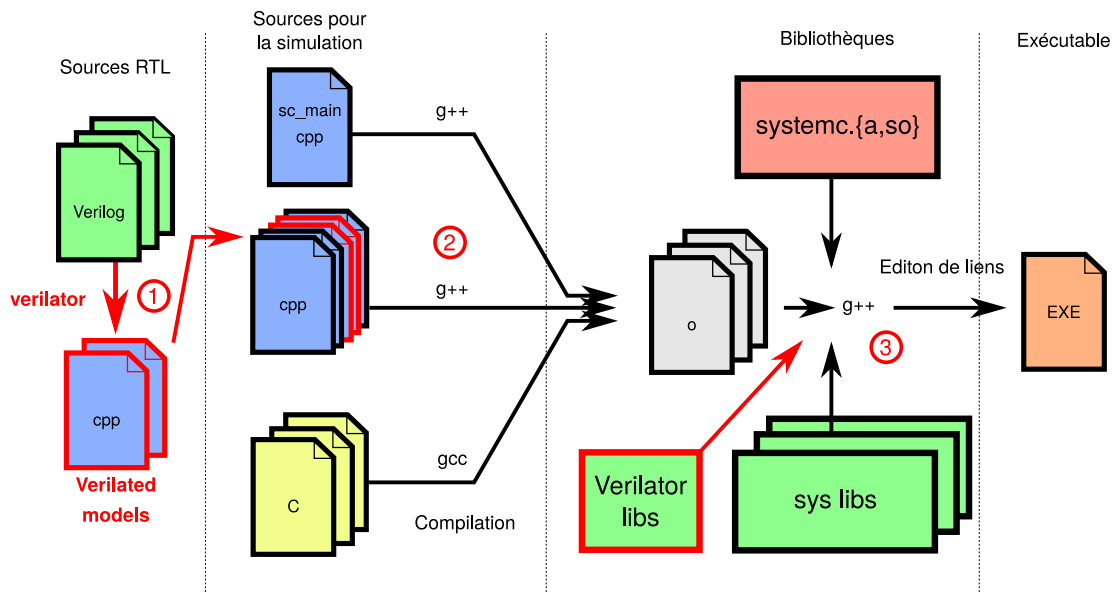 Sources RTL
Verilog
verilator
1
cpp
Verilated
models
Sources pour
la simulation
sc_main
cpp
g++
2
cpp
g++
C
gcc
Compilation
Bibliothèques
systemc.{a,so}
o
g++
3
Editon de liens
Verilator
libs
sys libs
Exécutable
EXE